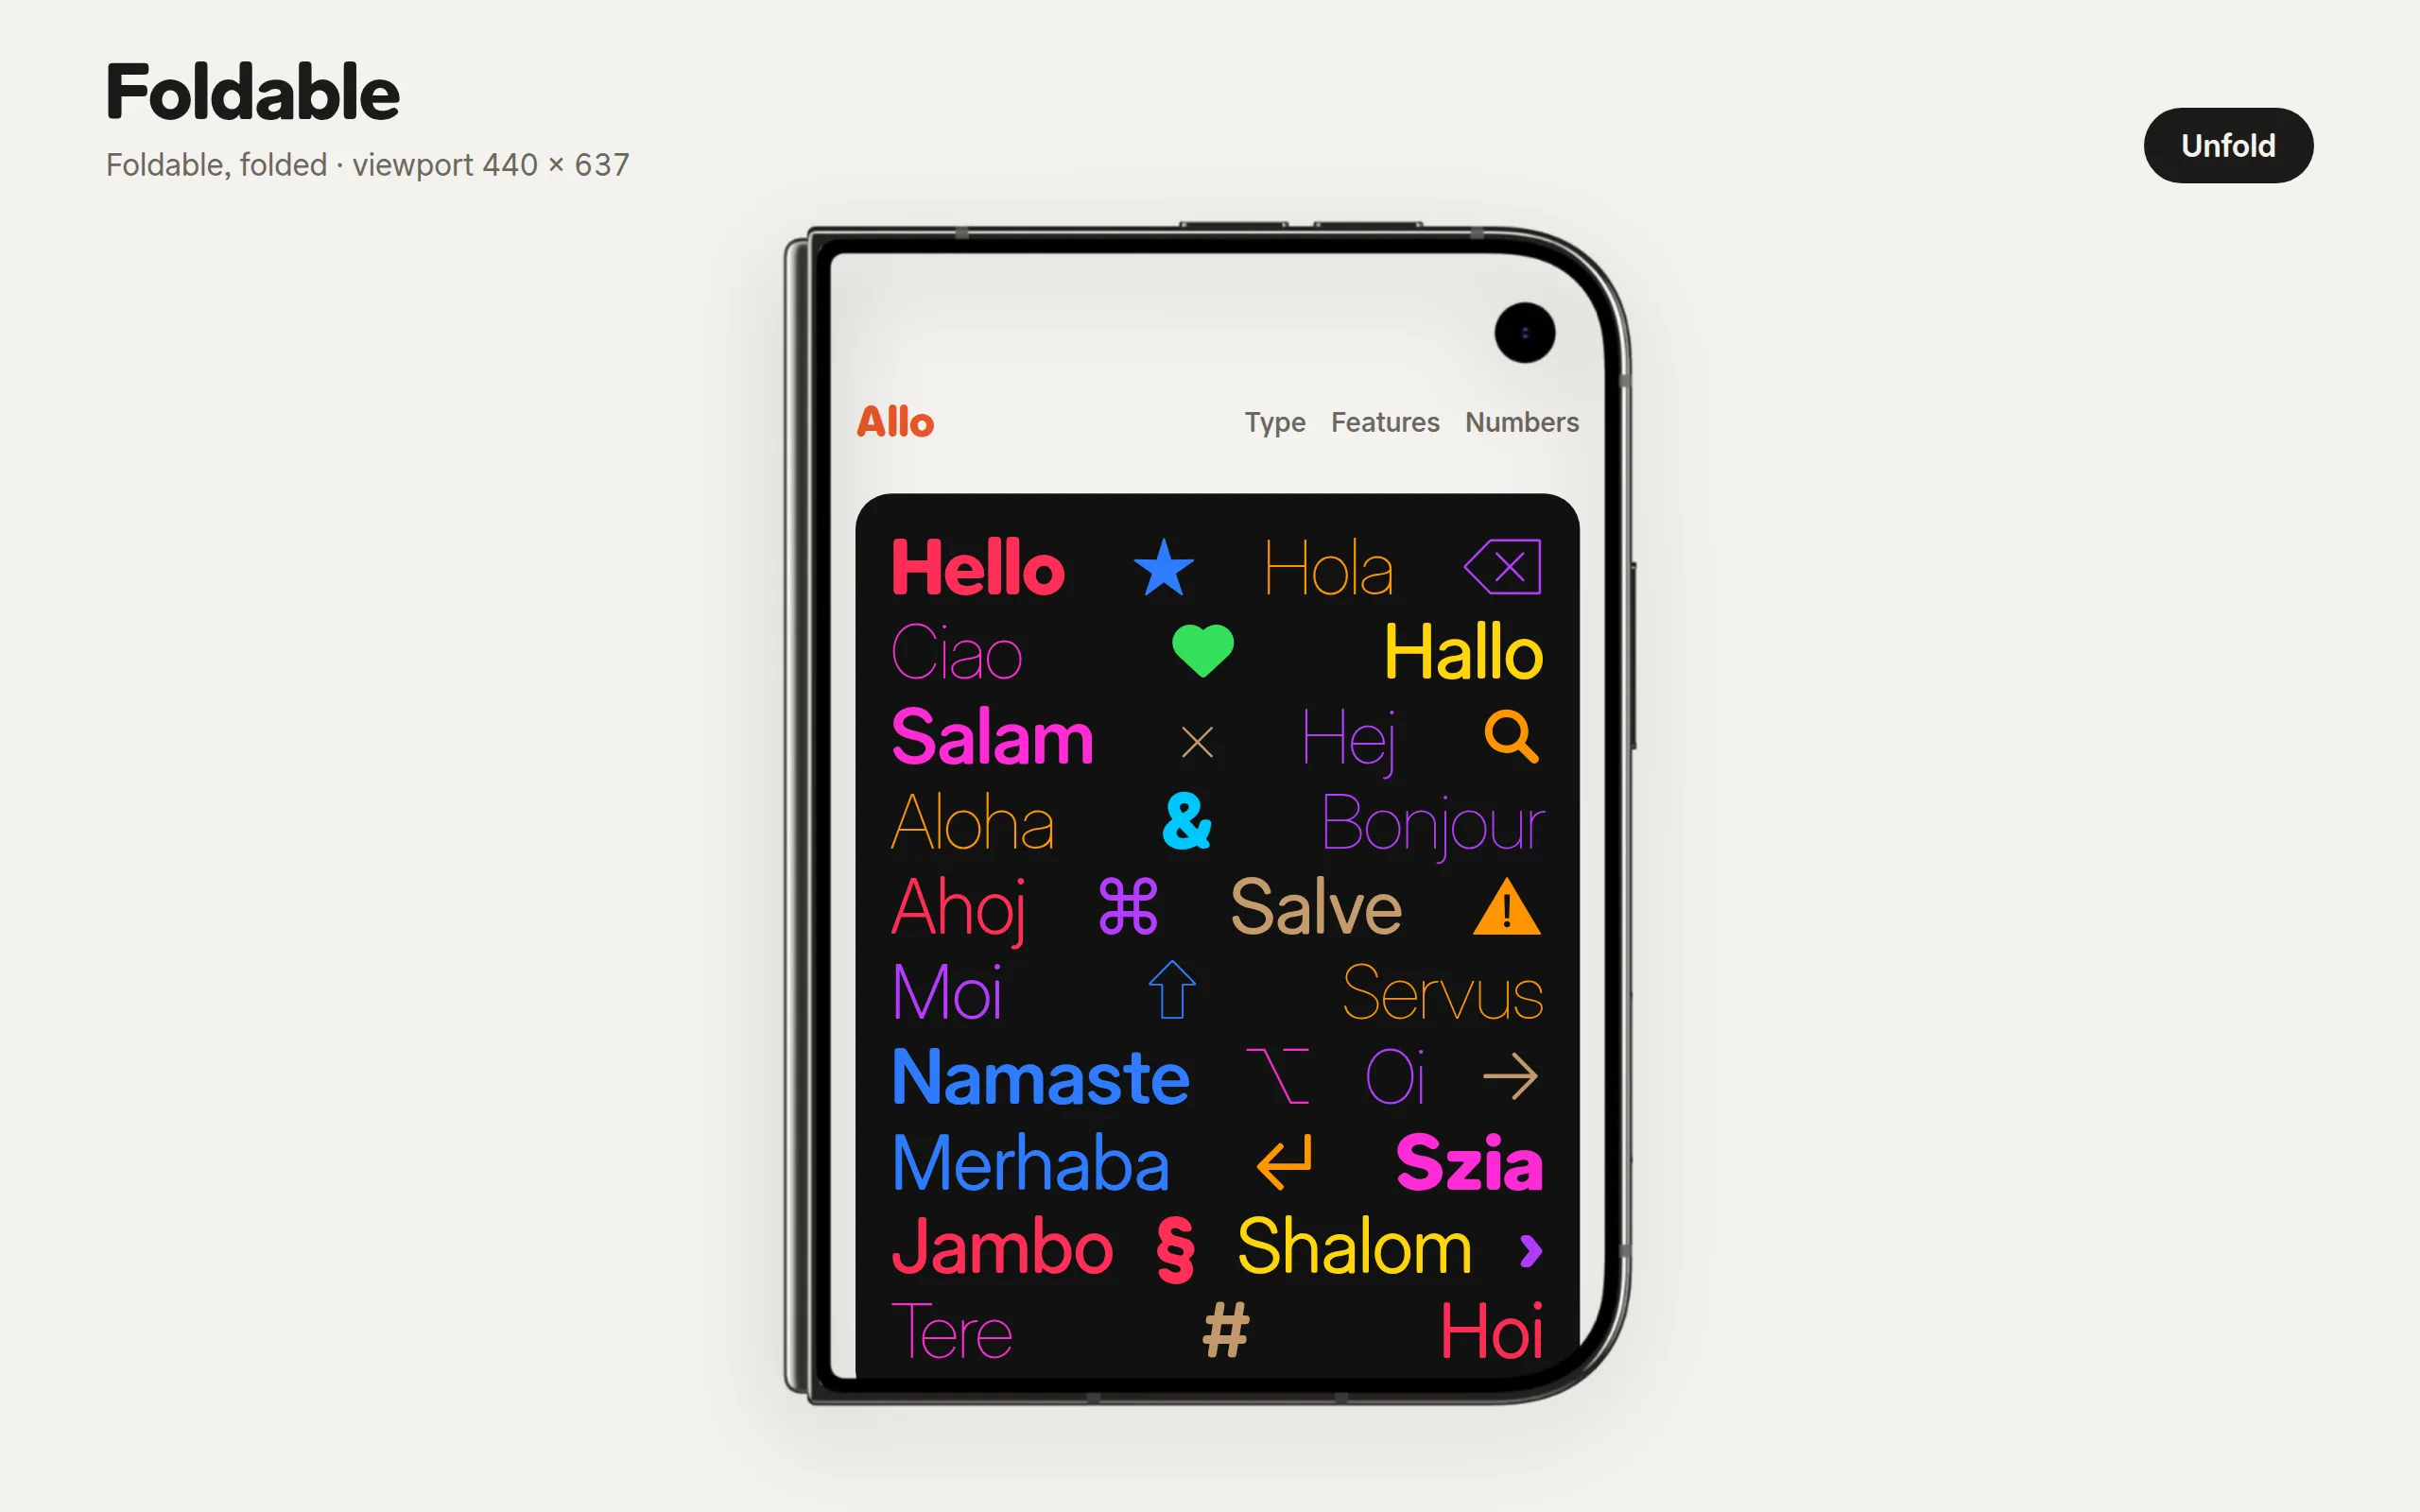 Foldable
Foldable, folded · viewport 440 × 637
Unfold
Allo
Type Features Numbers
Hello ★ Hola ⌫
Ciao ♥ Hallo
Salam × Hej
Aloha & Bonjour
Ahoj ⌘ Salve ⚠
Moi ⇧ Servus
Namaste ⌥ Oi →
Merhaba ↵ Szia
Jambo § Shalom ›
Tere # Hoi